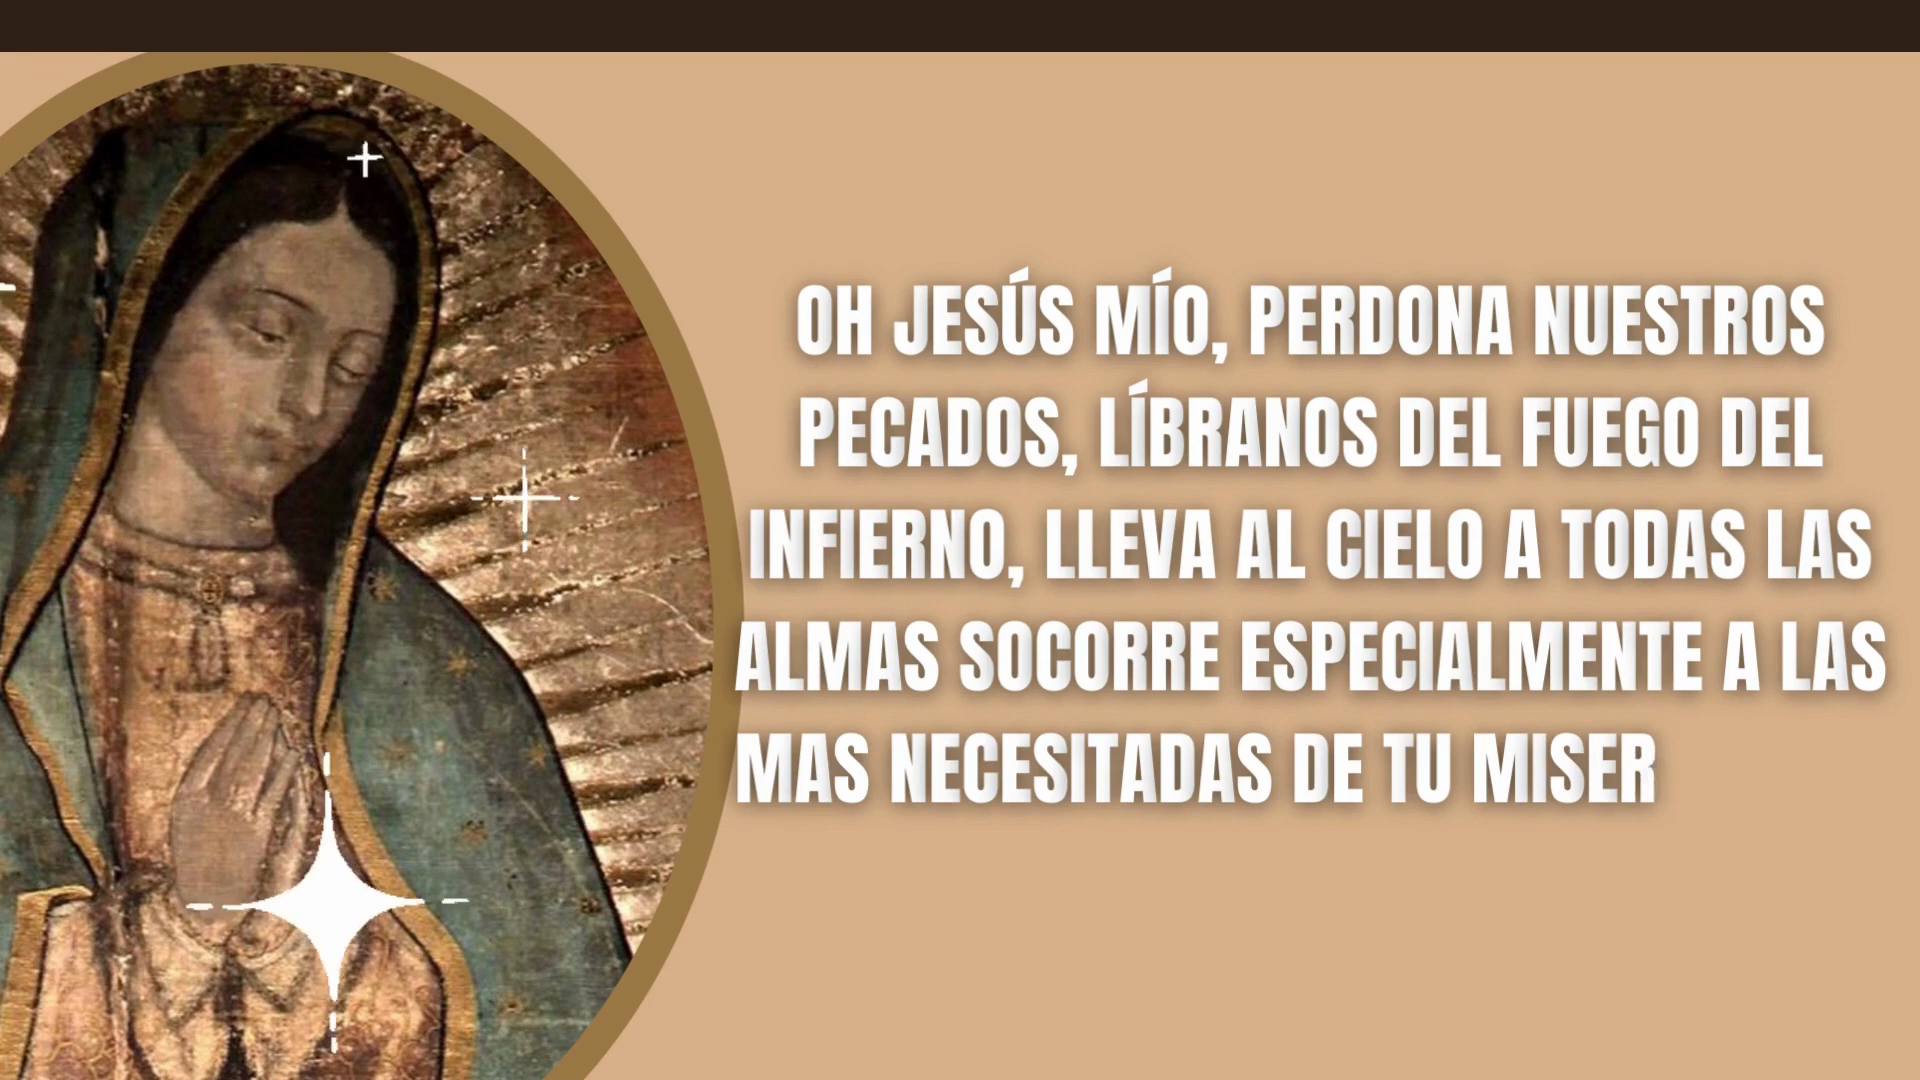 OH JESÚS MÍO, PERDONA NUESTROS
PECADOS, LÍBRANOS DEL FUEGO DEL
INFIERNO, LLEVA AL CIELO A TODAS LAS
ALMAS SOCORRE ESPECIALMENTE A LAS
MAS NECESITADAS DE TU MISER